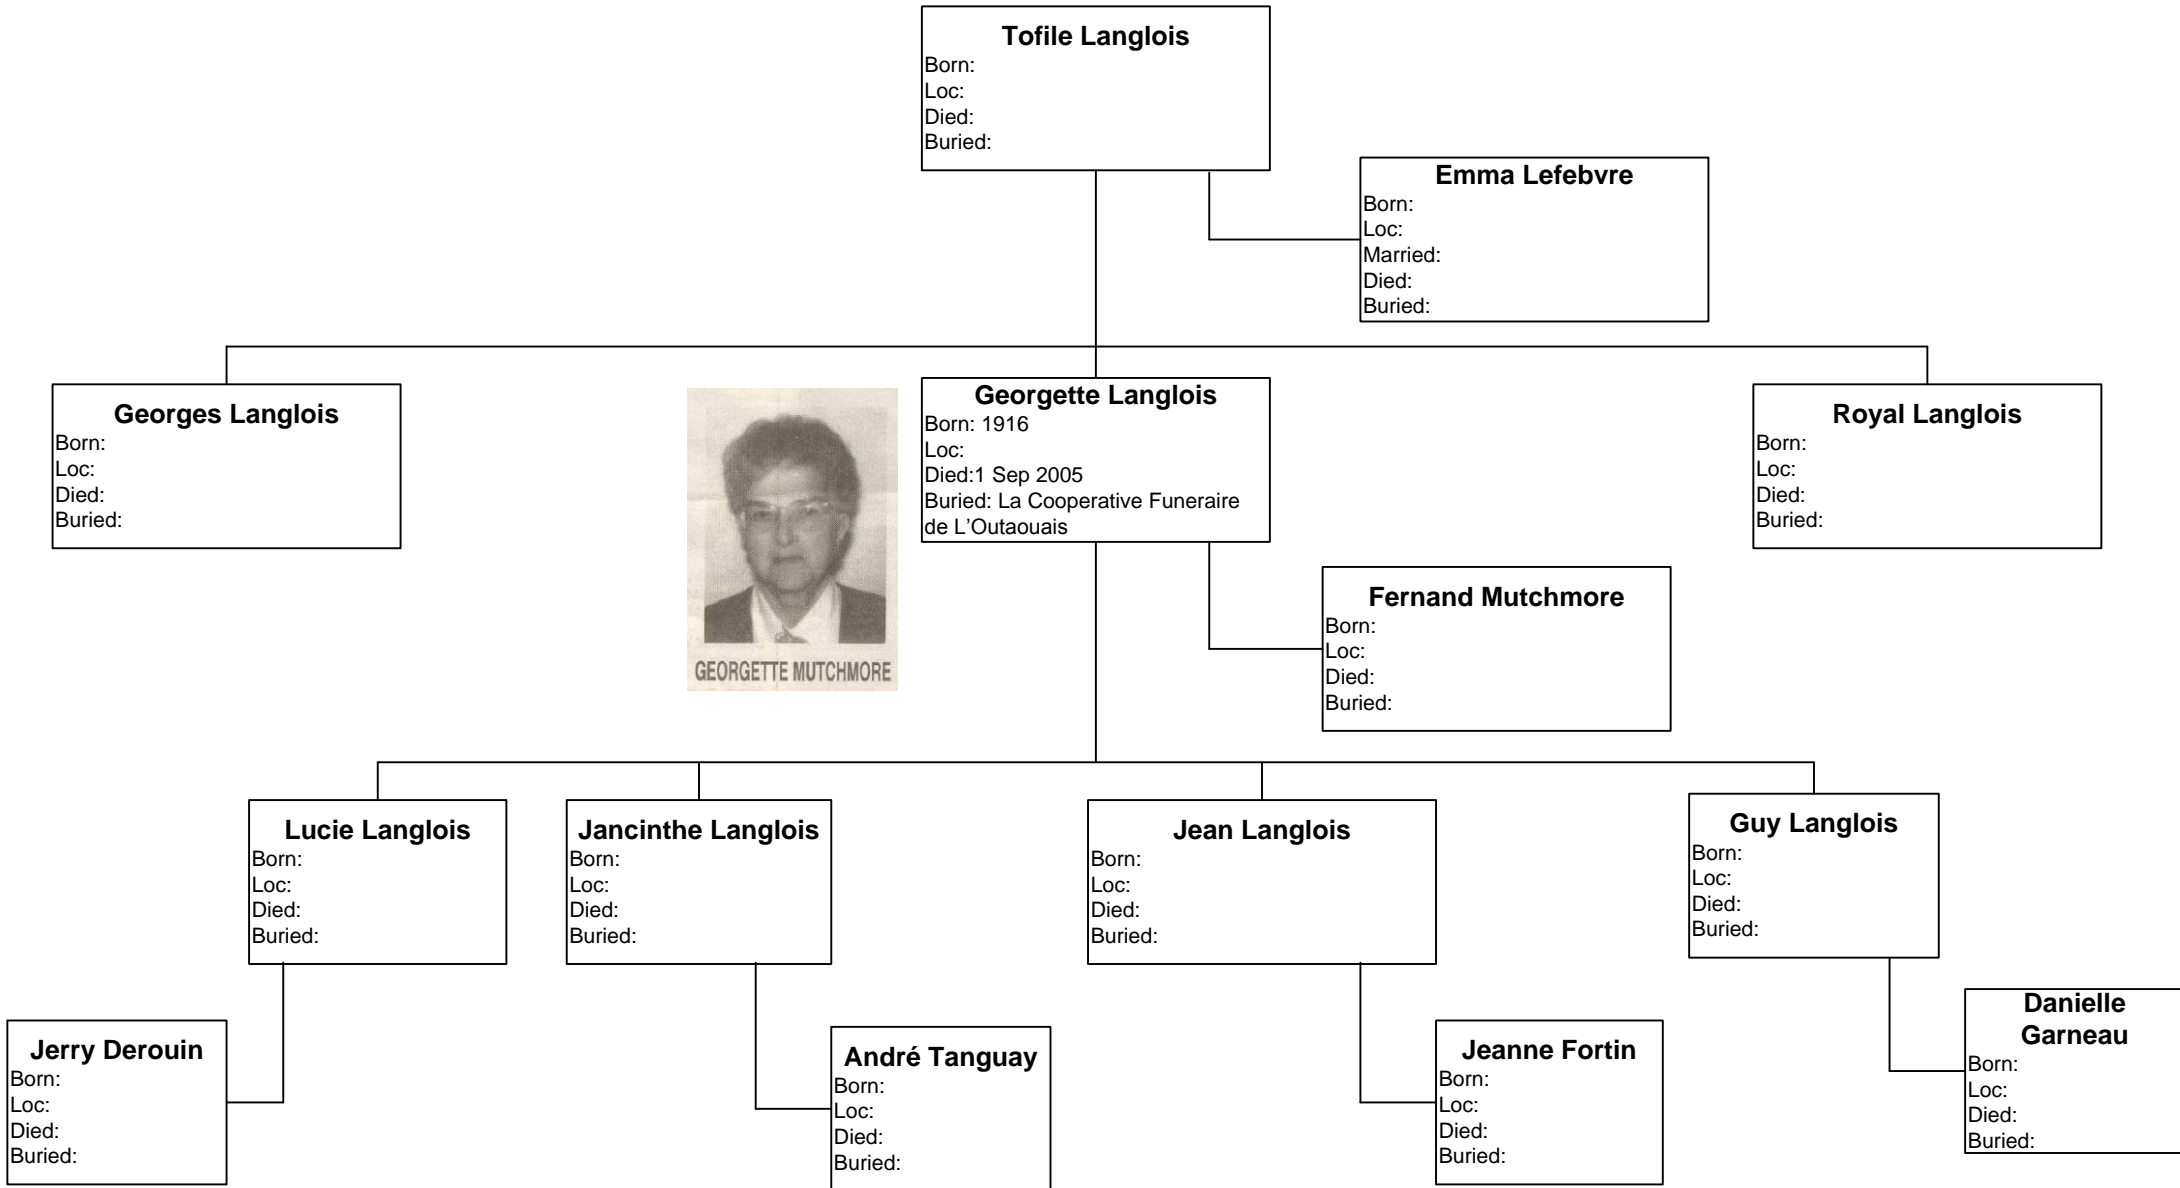 Tofile Langlois
Born:
Loc:
Died:
Buried:
Emma Lefebvre
Born:
Loc:
Married:
Died:
Buried:
Georges Langlois
Born:
Loc:
Died:
Buried:
GEORGETTE MUTCHMORE
Georgette Langlois
Born: 1916
Loc:
Died:1 Sep 2005
Buried: La Cooperative Funeraire
de L’Outaouais
Royal Langlois
Born:
Loc:
Died:
Buried:
Fernand Mutchmore
Born:
Loc:
Died:
Buried:
Lucie Langlois
Born:
Loc:
Died:
Buried:
Jancinthe Langlois
Born:
Loc:
Died:
Buried:
Jean Langlois
Born:
Loc:
Died:
Buried:
Guy Langlois
Born:
Loc:
Died:
Buried:
Jerry Derouin
Born:
Loc:
Died:
Buried:
André Tanguay
Born:
Loc:
Died:
Buried:
Jeanne Fortin
Born:
Loc:
Died:
Buried:
Danielle
Garneau
Born:
Loc:
Died:
Buried: